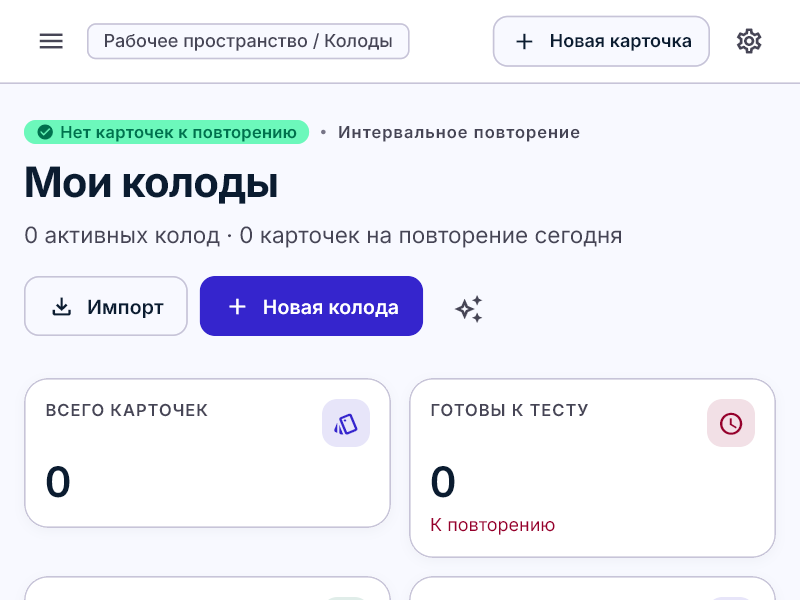 Рабочее пространство / Колоды
Новая карточка
Нет карточек к повторению • Интервальное повторение
Мои колоды
0 активных колод · 0 карточек на повторение сегодня
Импорт
Новая колода
ВСЕГО КАРТОЧЕК
0
ГОТОВЫ К ТЕСТУ
0
К повторению